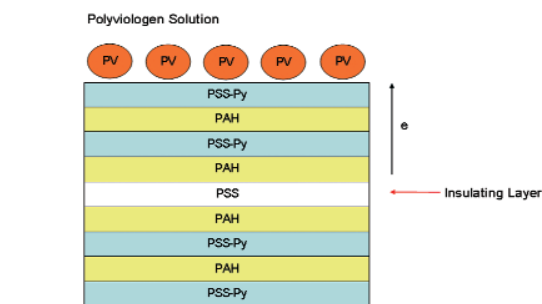 Polyviologen Solution
PV PV PV PV PV
PSS-Py
PAH
PSS-Py
e
PAH
PSS
Insulating Layer
PAH
PSS-Py
PAH
PSS-Py